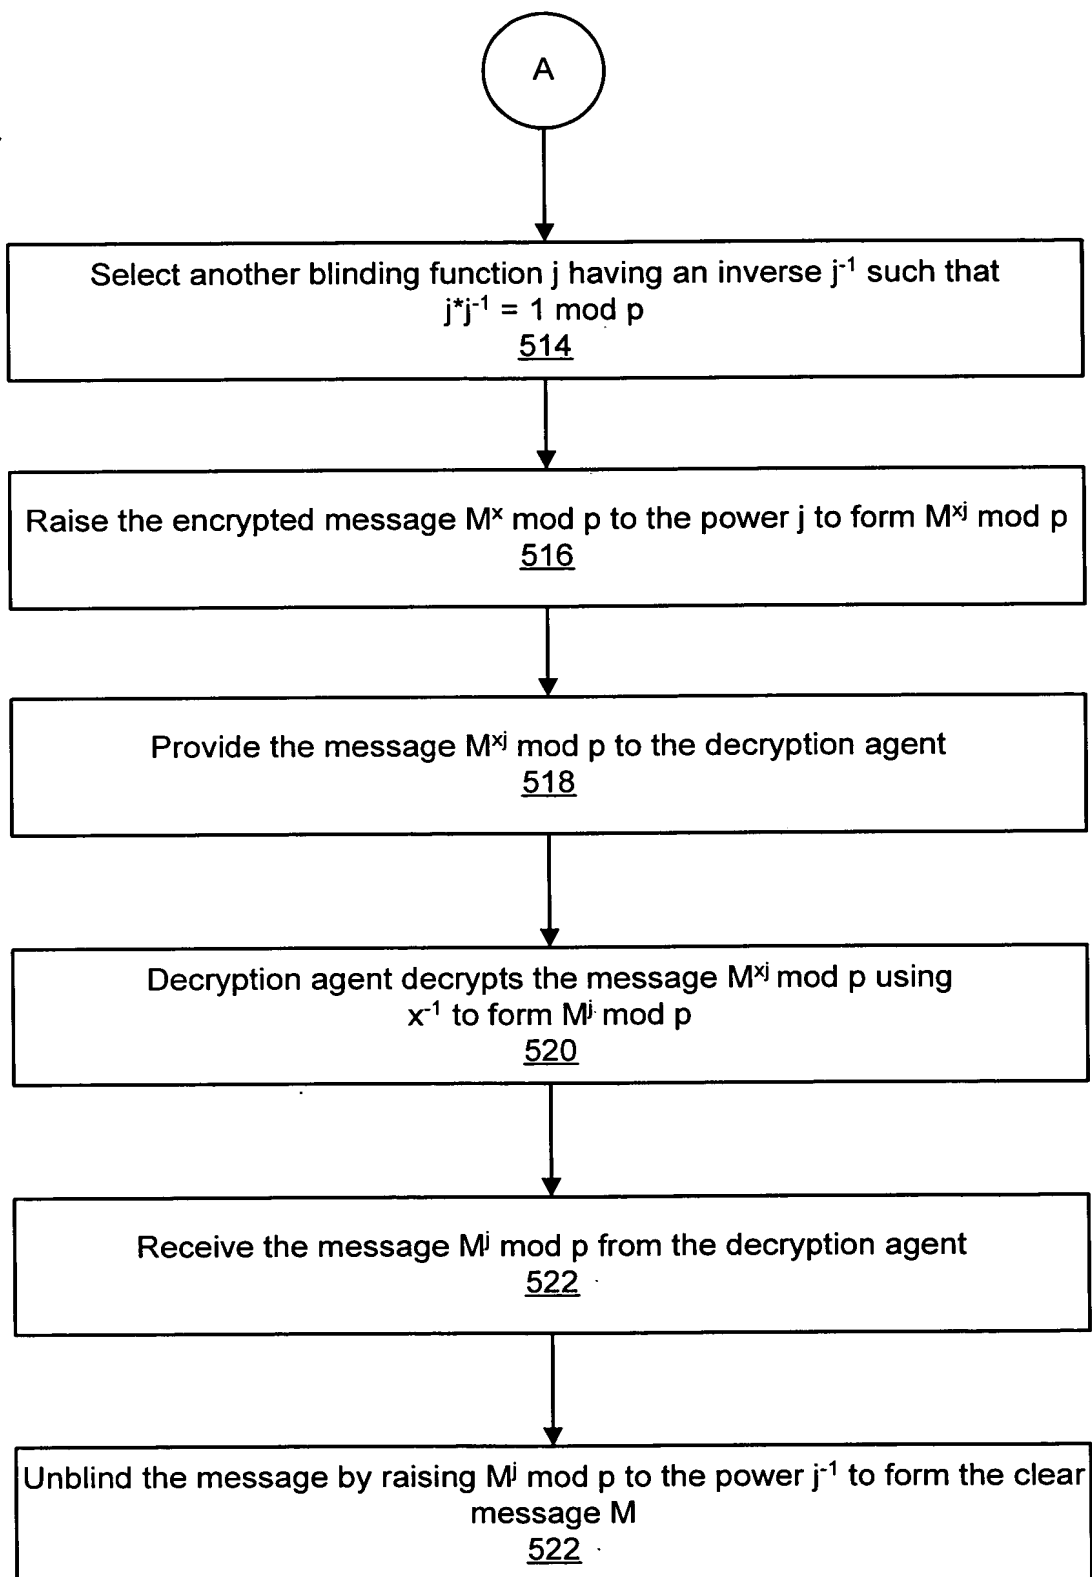 A
Select another blinding function j having an inverse j⁻¹ such that
j*j⁻¹ = 1 mod p
514
Raise the encrypted message Mˣ mod p to the power j to form Mˣʲ mod p
516
Provide the message Mˣʲ mod p to the decryption agent
518
Decryption agent decrypts the message Mˣʲ mod p using
x⁻¹ to form Mʲ mod p
520
Receive the message Mʲ mod p from the decryption agent
522
Unblind the message by raising Mʲ mod p to the power j⁻¹ to form the clear
message M
522